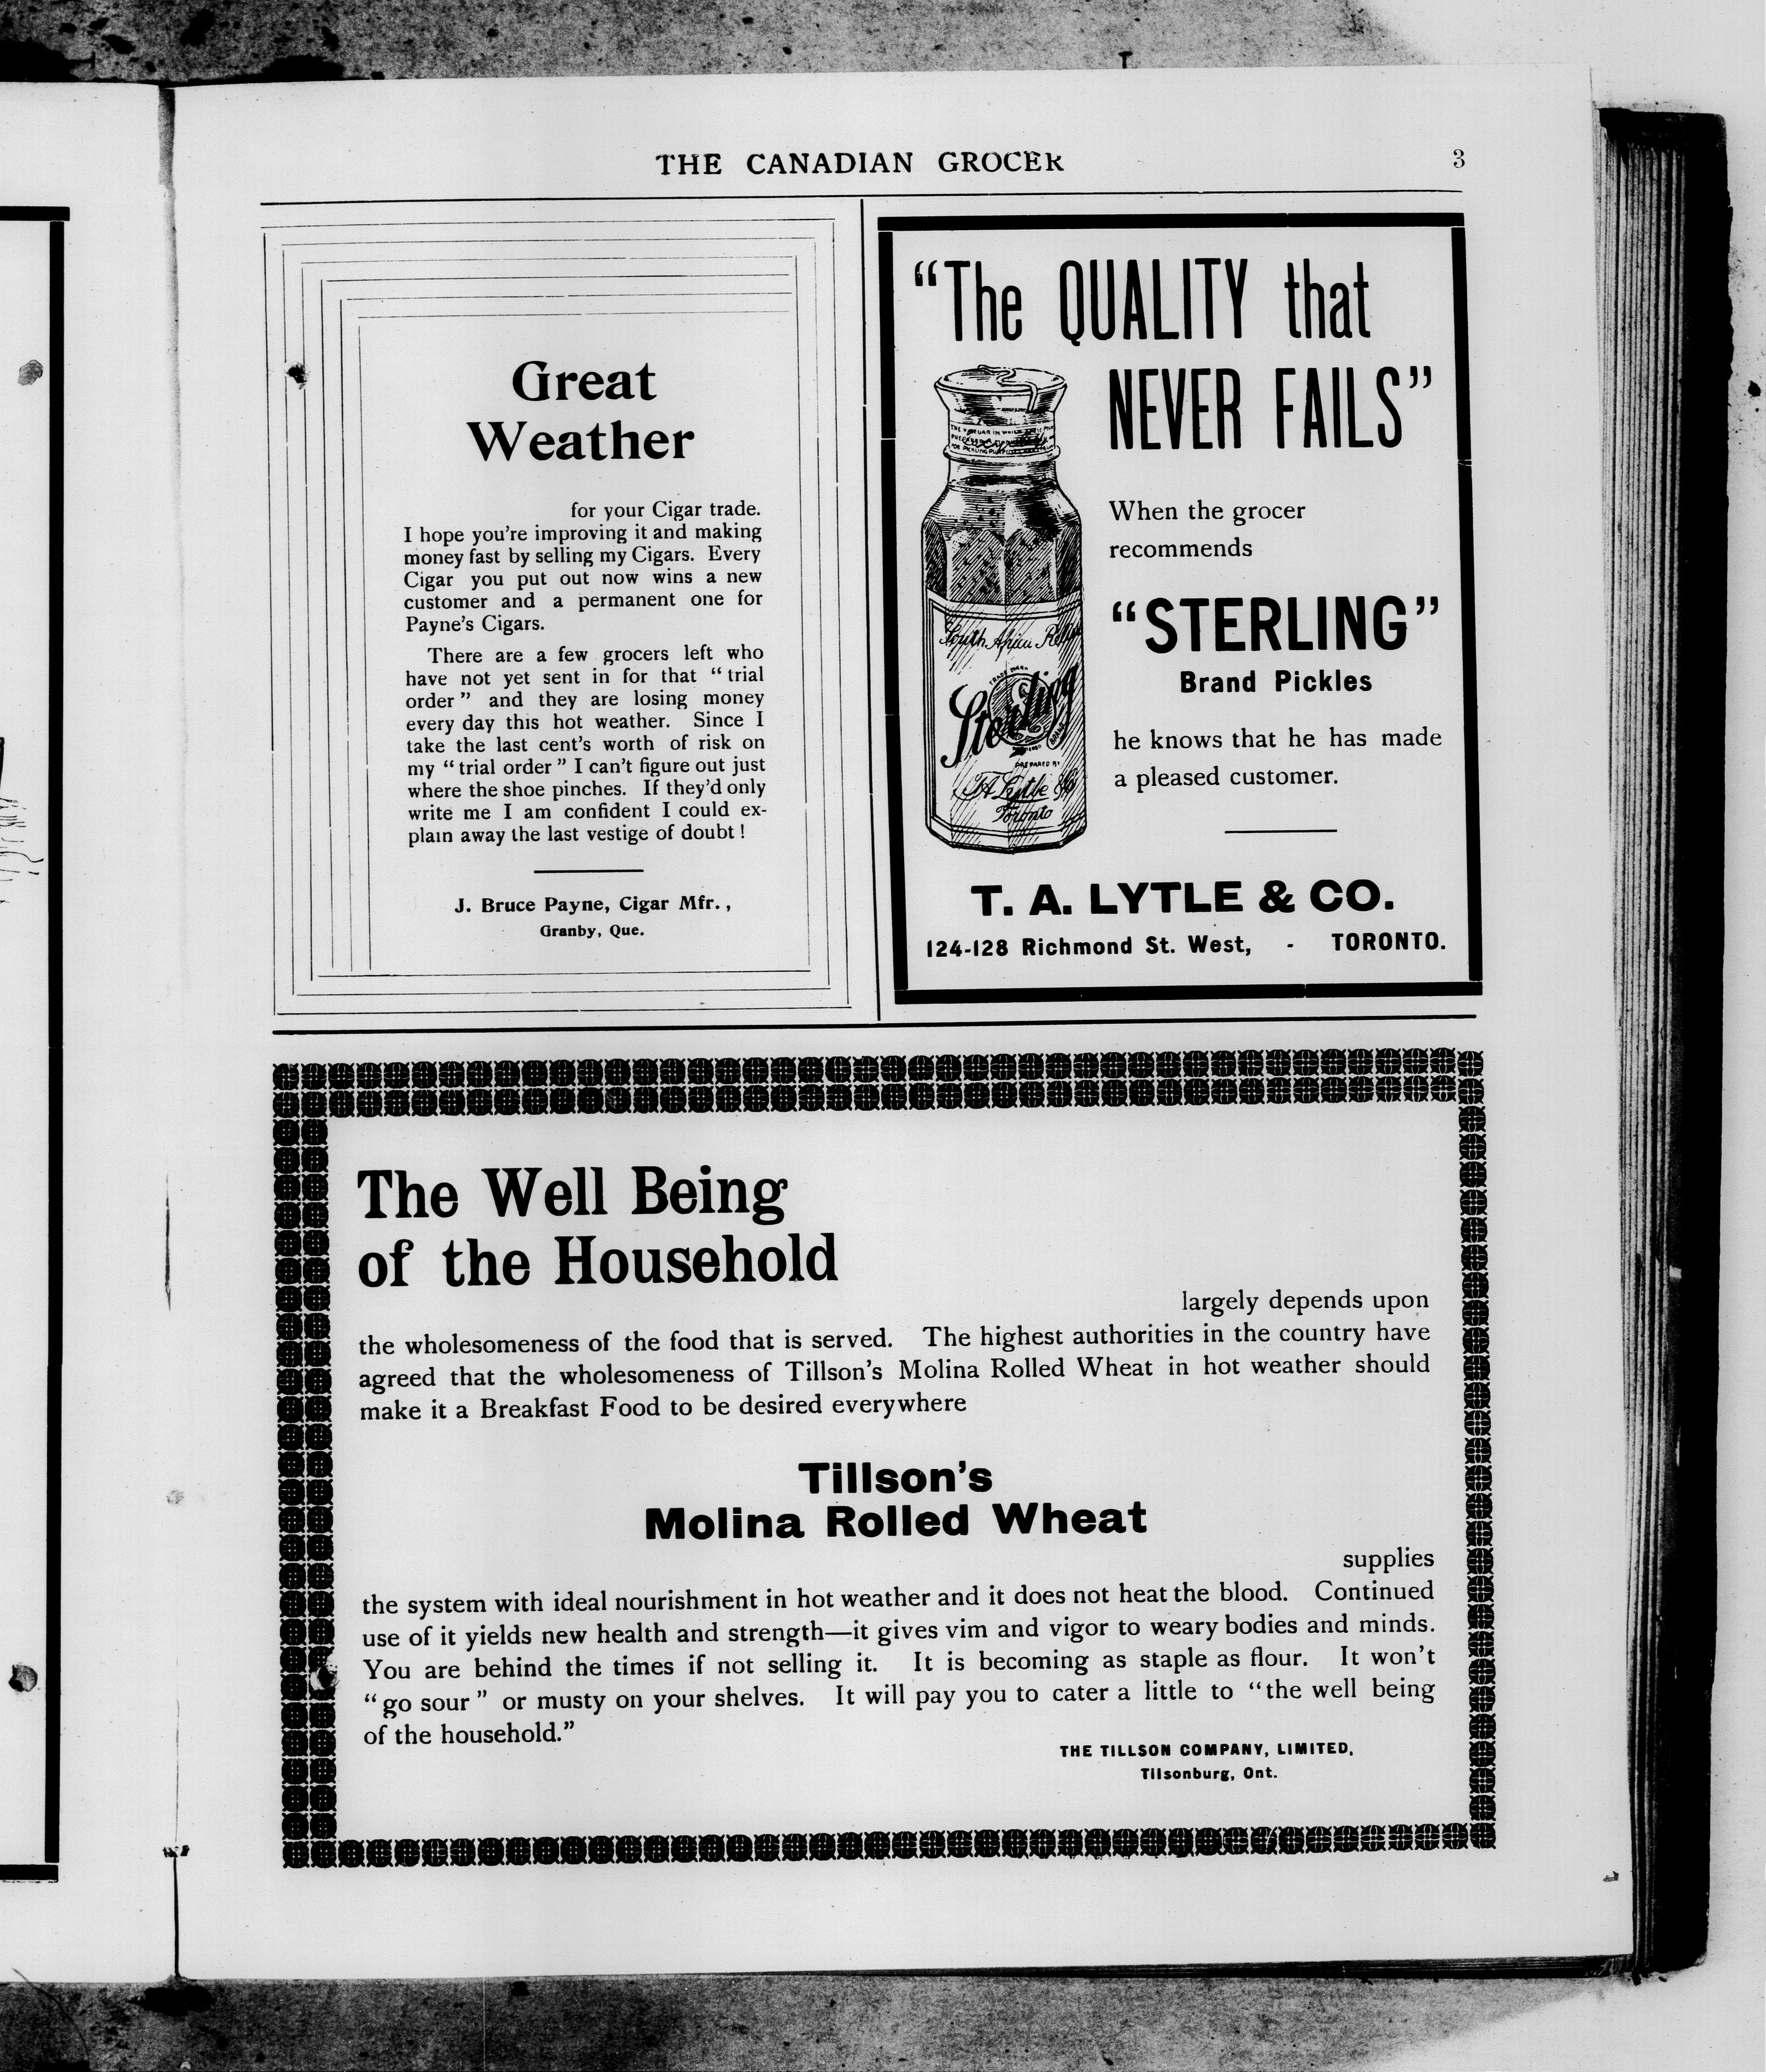 THE CANADIAN GROCER
3
Great
Weather
for your Cigar trade.
I hope you're improving it and making
money fast by selling my Cigars. Every
Cigar you put out now wins a new
customer and a permanent one for
Payne's Cigars.
There are a few grocers left who
have not yet sent in for that "trial
order" and they are losing money
every day this hot weather. Since I
take the last cent's worth of risk on
my "trial order" I can't figure out just
where the shoe pinches. If they'd only
write me I am confident I could ex-
plain away the last vestige of doubt!
J. Bruce Payne, Cigar Mfr.,
Granby, Que.
"The QUALITY that
NEVER FAILS"
When the grocer
recommends
"STERLING"
Brand Pickles
he knows that he has made
a pleased customer.
South African Relish
TRADE MARK
Sterling
BRAND
PREPARED BY
T.A. Lytle & Co
Toronto
T. A. LYTLE & CO.
124-128 Richmond St. West, - TORONTO.
The Well Being
of the Household
largely depends upon
the wholesomeness of the food that is served. The highest authorities in the country have
agreed that the wholesomeness of Tillson's Molina Rolled Wheat in hot weather should
make it a Breakfast Food to be desired everywhere
Tillson's
Molina Rolled Wheat
supplies
the system with ideal nourishment in hot weather and it does not heat the blood. Continued
use of it yields new health and strength—it gives vim and vigor to weary bodies and minds.
You are behind the times if not selling it. It is becoming as staple as flour. It won't
"go sour" or musty on your shelves. It will pay you to cater a little to "the well being
of the household."
THE TILLSON COMPANY, LIMITED,
Tilsonburg, Ont.